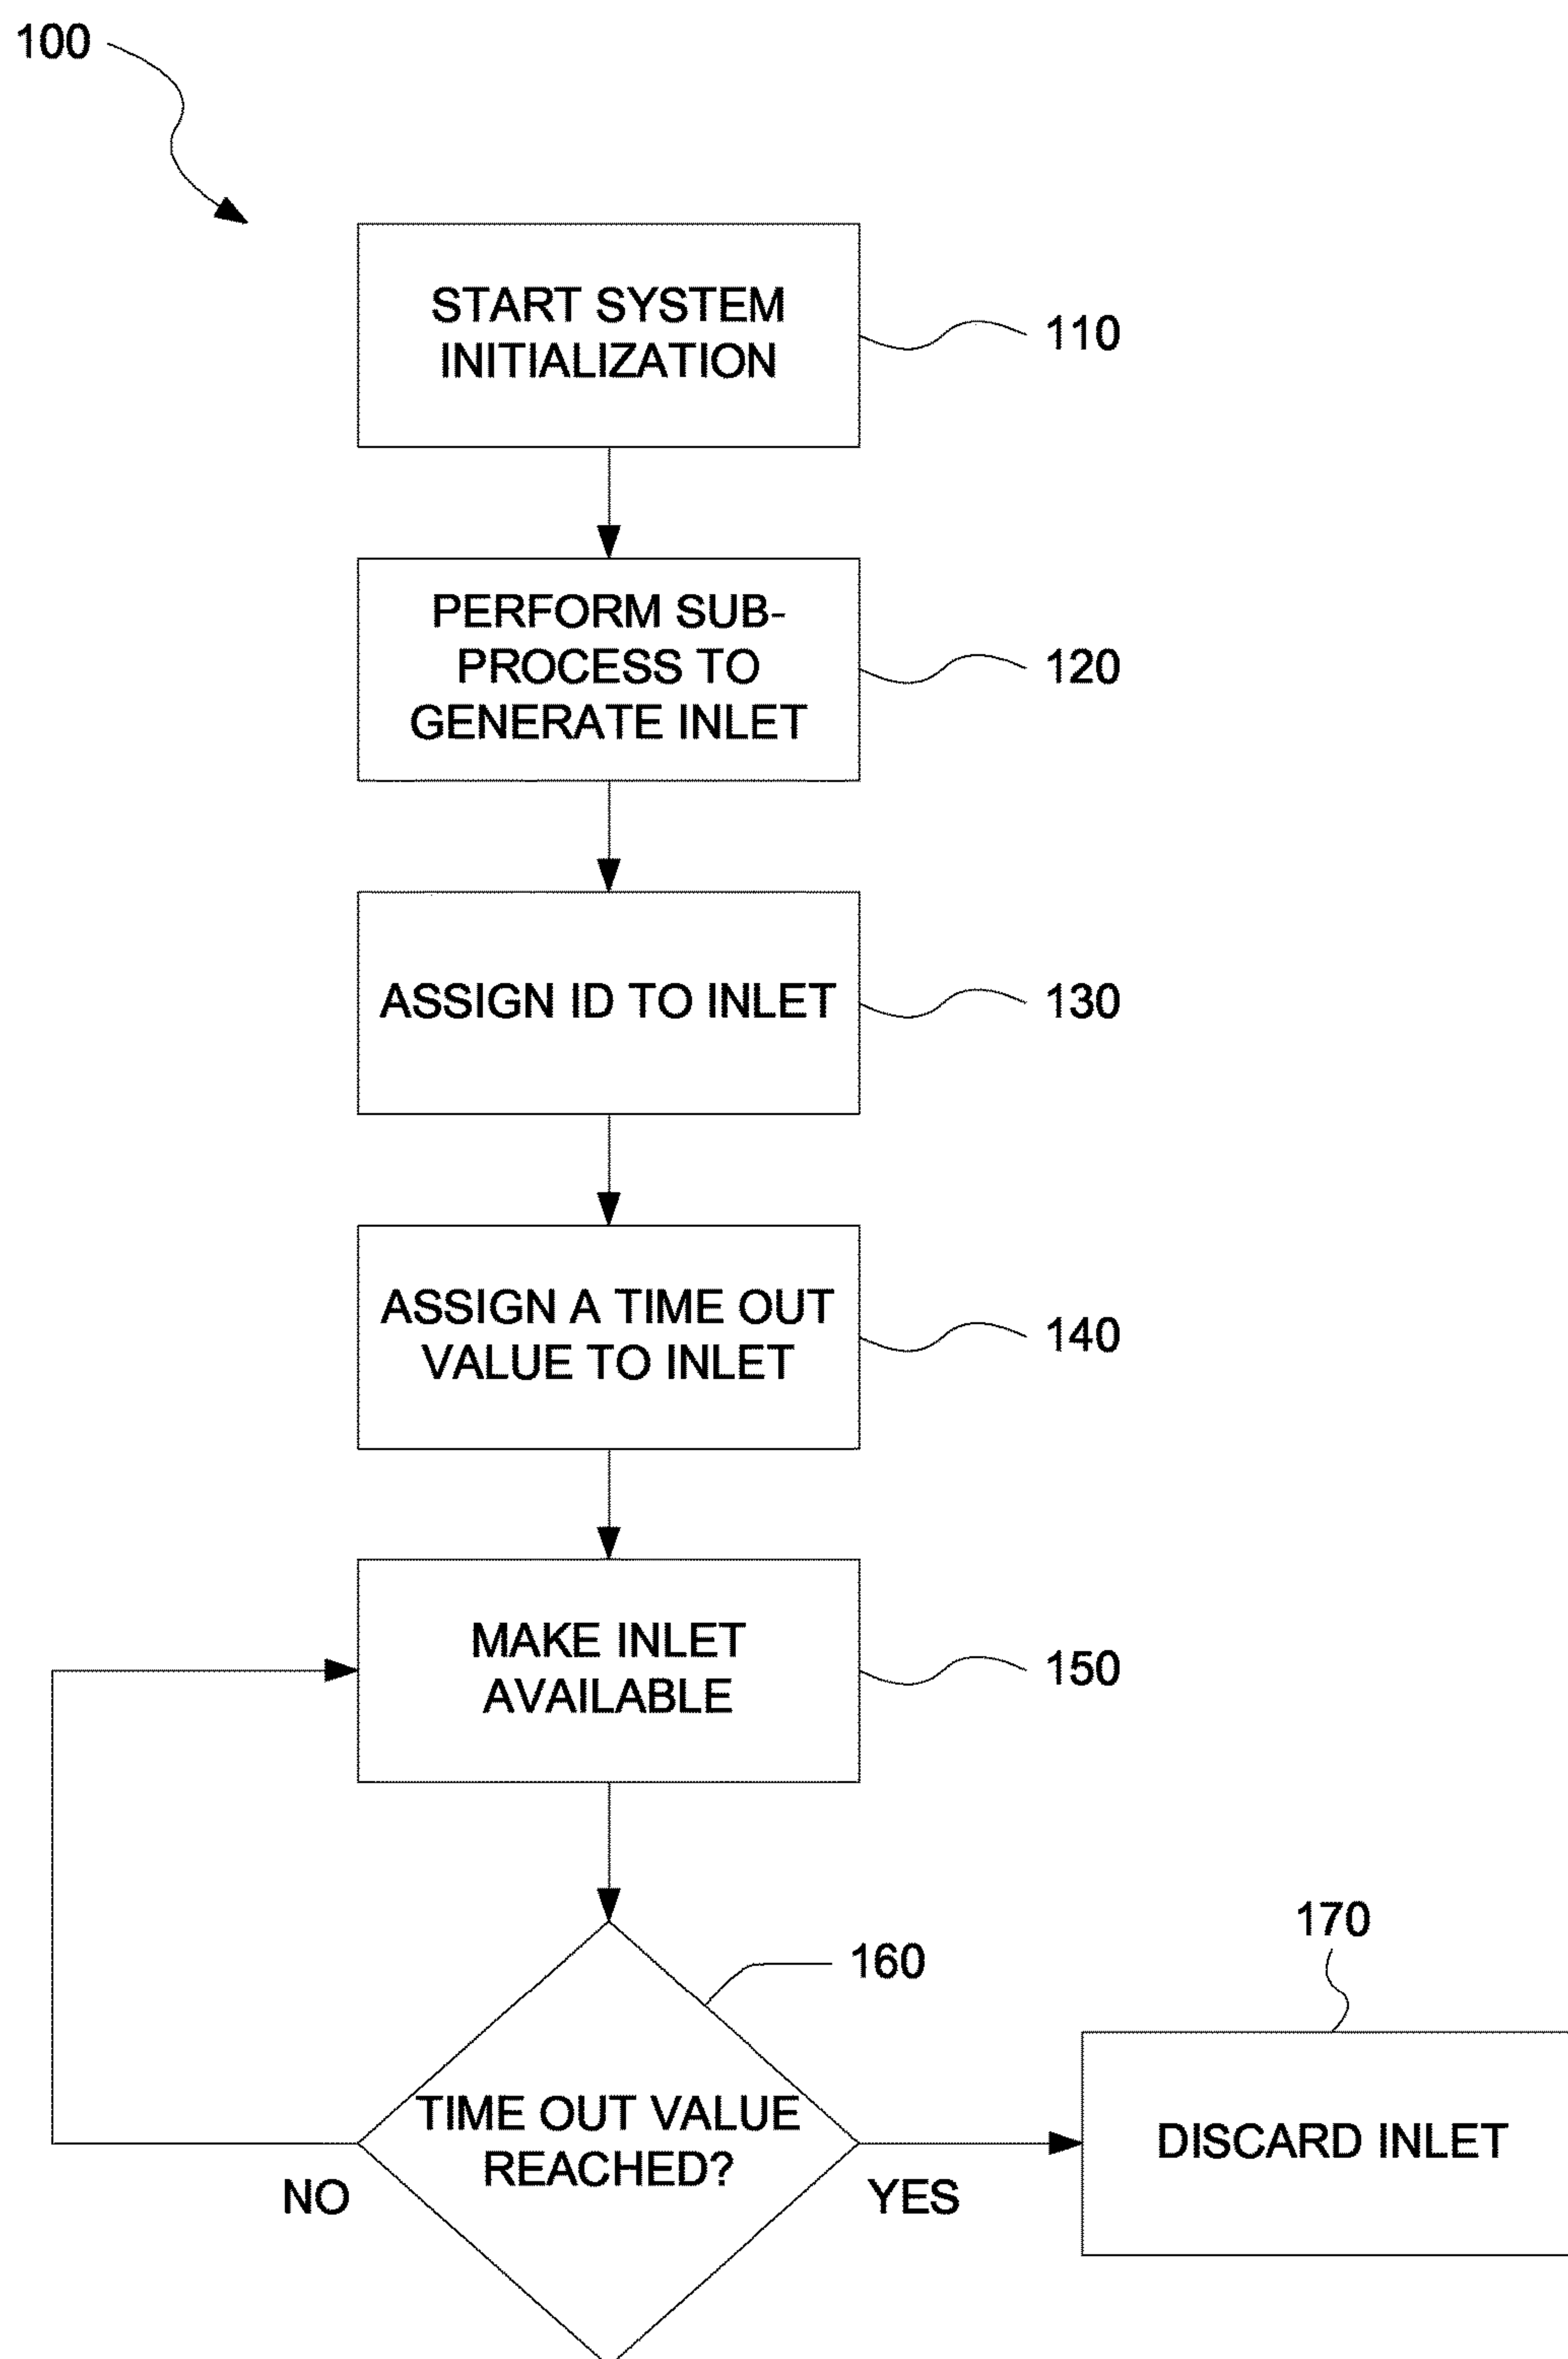 100
START SYSTEM
INITIALIZATION
110
PERFORM SUB-
PROCESS TO
GENERATE INLET
120
ASSIGN ID TO INLET
130
ASSIGN A TIME OUT
VALUE TO INLET
140
MAKE INLET
AVAILABLE
150
160
TIME OUT VALUE
REACHED?
NO
YES
170
DISCARD INLET